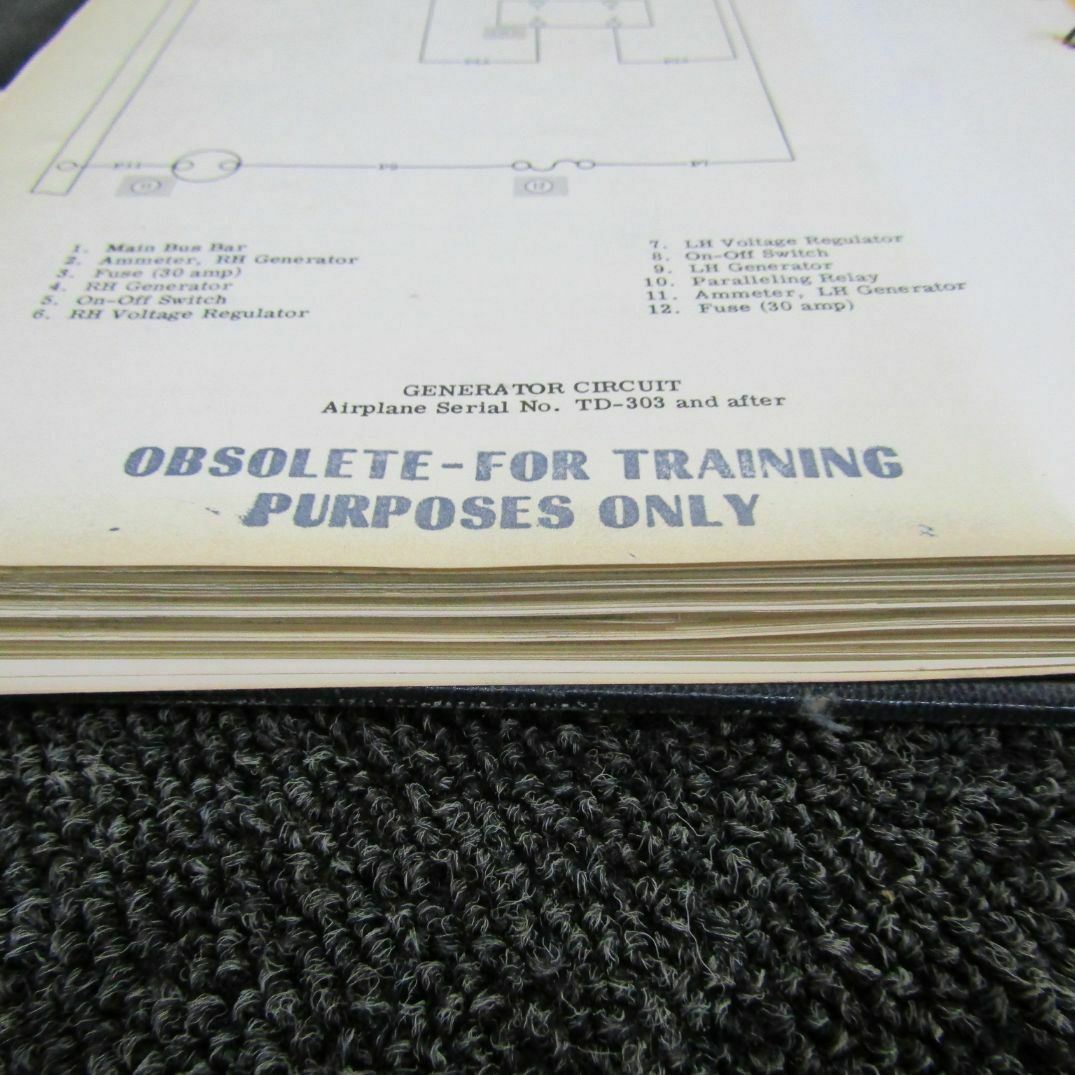 1. Main Bus Bar
2. Ammeter, RH Generator
3. Fuse (30 amp)
4. RH Generator
5. On-Off Switch
6. RH Voltage Regulator
7. LH Voltage Regulator
8. On-Off Switch
9. LH Generator
10. Paralleling Relay
11. Ammeter, LH Generator
12. Fuse (30 amp)
GENERATOR CIRCUIT
Airplane Serial No. TD-303 and after
OBSOLETE-FOR TRAINING
PURPOSES ONLY